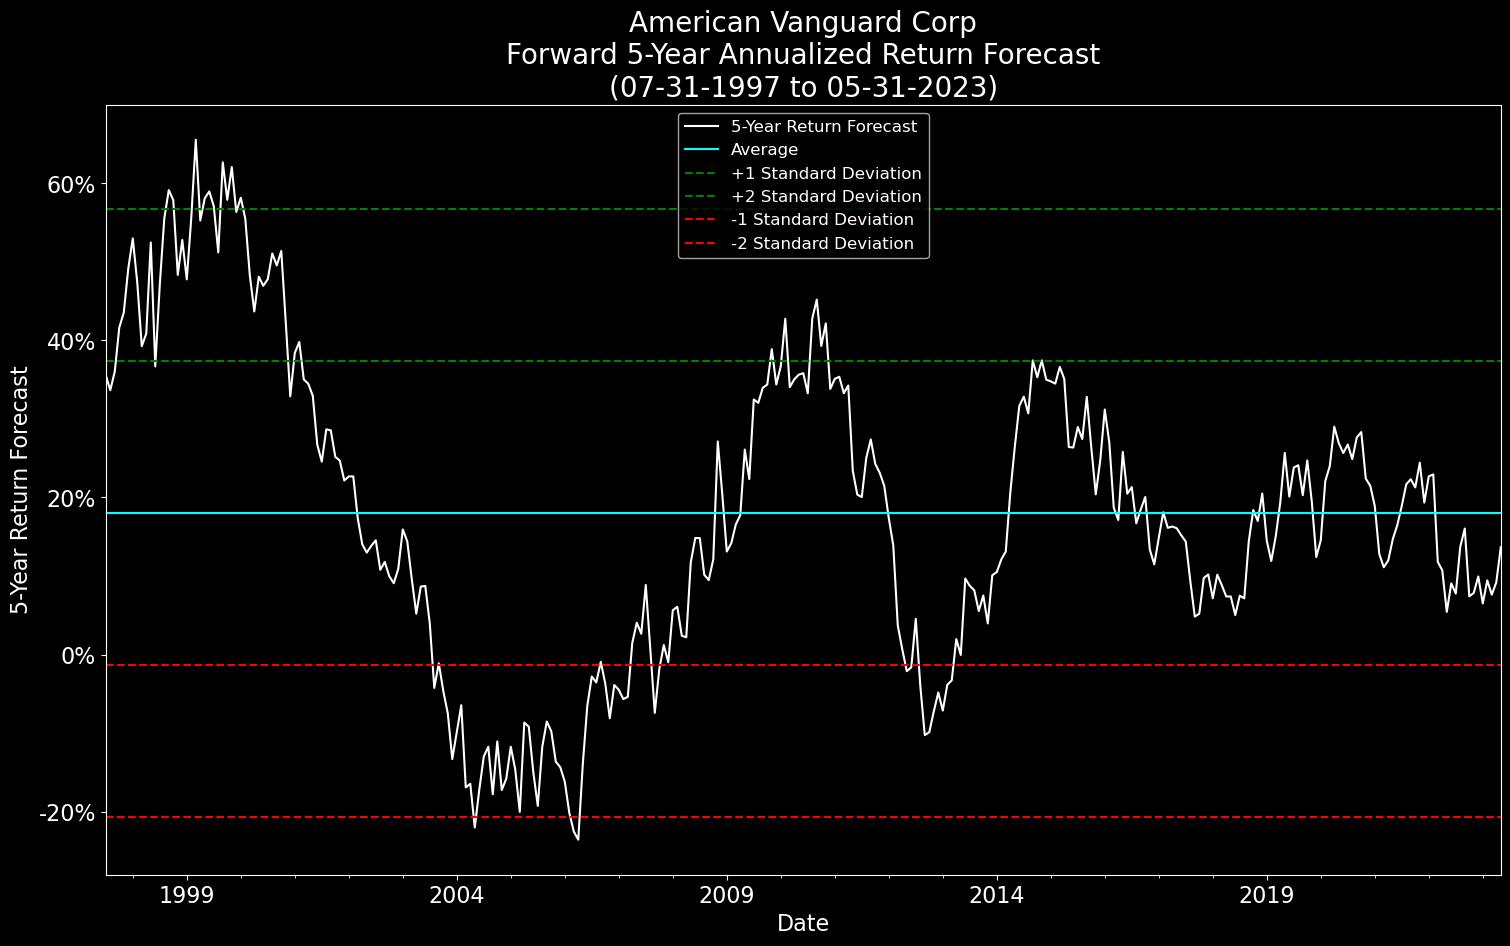 American Vanguard Corp
Forward 5-Year Annualized Return Forecast
(07-31-1997 to 05-31-2023)
5-Year Return Forecast
Average
+1 Standard Deviation
+2 Standard Deviation
-1 Standard Deviation
-2 Standard Deviation
5-Year Return Forecast
60%
40%
20%
0%
-20%
1999
2004
2009
2014
2019
Date